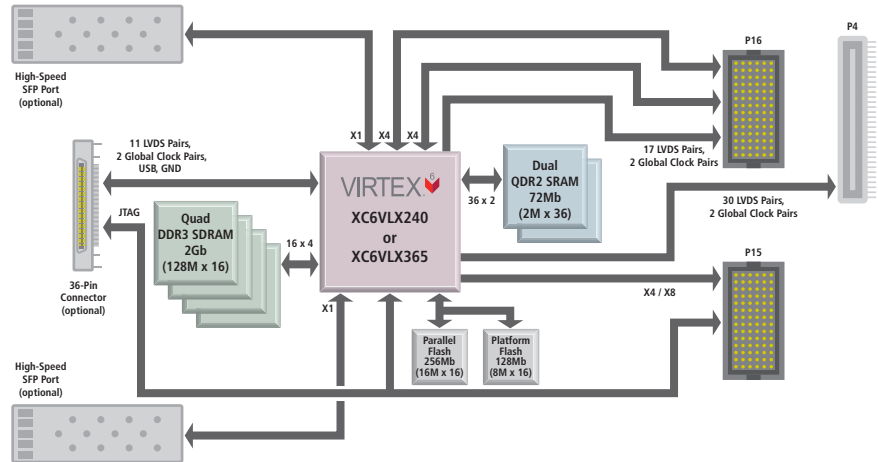 High-Speed
SFP Port
(optional)
P16
P4
11 LVDS Pairs,
2 Global Clock Pairs,
USB, GND
X1
X4
X4
17 LVDS Pairs,
2 Global Clock Pairs
JTAG
36-Pin
Connector
(optional)
Quad
DDR3 SDRAM
2Gb
(128M x 16)
16 x 4
VIRTEX 6
XC6VLX240
or
XC6VLX365
36 x 2
Dual
QDR2 SRAM
72Mb
(2M x 36)
30 LVDS Pairs,
2 Global Clock Pairs
P15
X4 / X8
X1
Parallel
Flash
256Mb
(16M x 16)
Platform
Flash
128Mb
(8M x 16)
High-Speed
SFP Port
(optional)